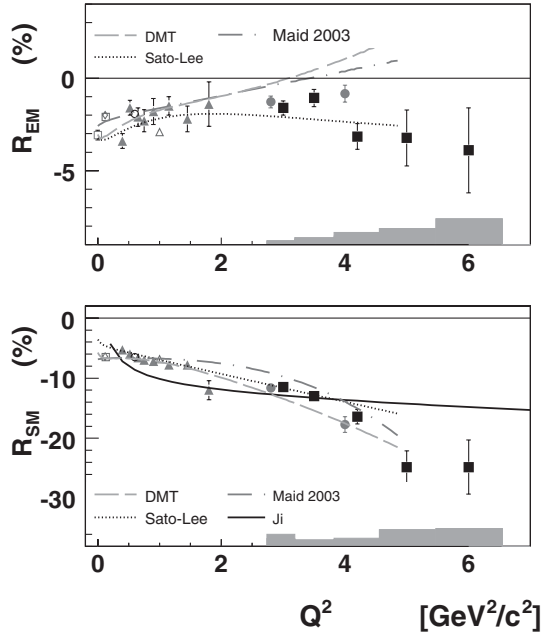 R_EM (%)
DMT
Maid 2003
Sato-Lee
0
-5
0 2 4 6
R_SM (%)
0
-10
-20
-30
DMT
Maid 2003
Sato-Lee
Ji
0 2 4 6
Q² [GeV²/c²]